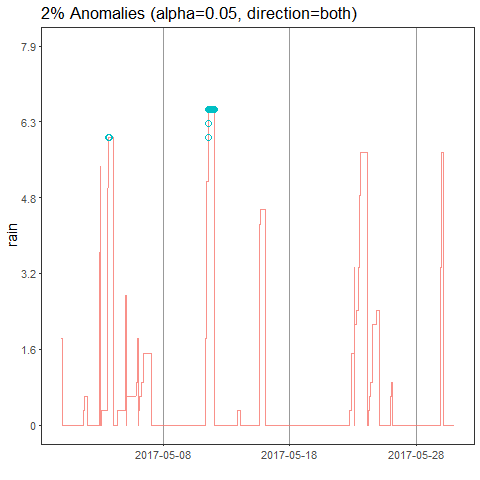 2% Anomalies (alpha=0.05, direction=both)
7.9
6.3
4.8
3.2
1.6
0
rain
2017-05-08 2017-05-18 2017-05-28